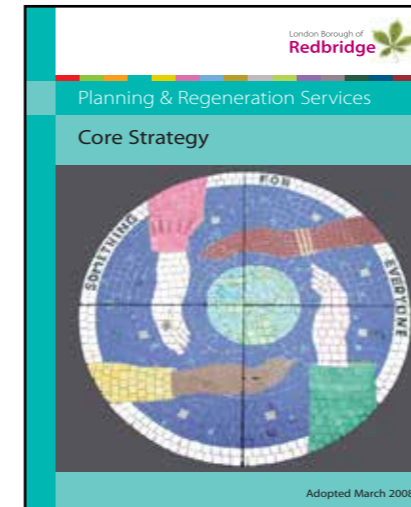 London Borough of
Redbridge
Planning & Regeneration Services
Core Strategy
SOMETHING FOR EVERYONE
Adopted March 2008